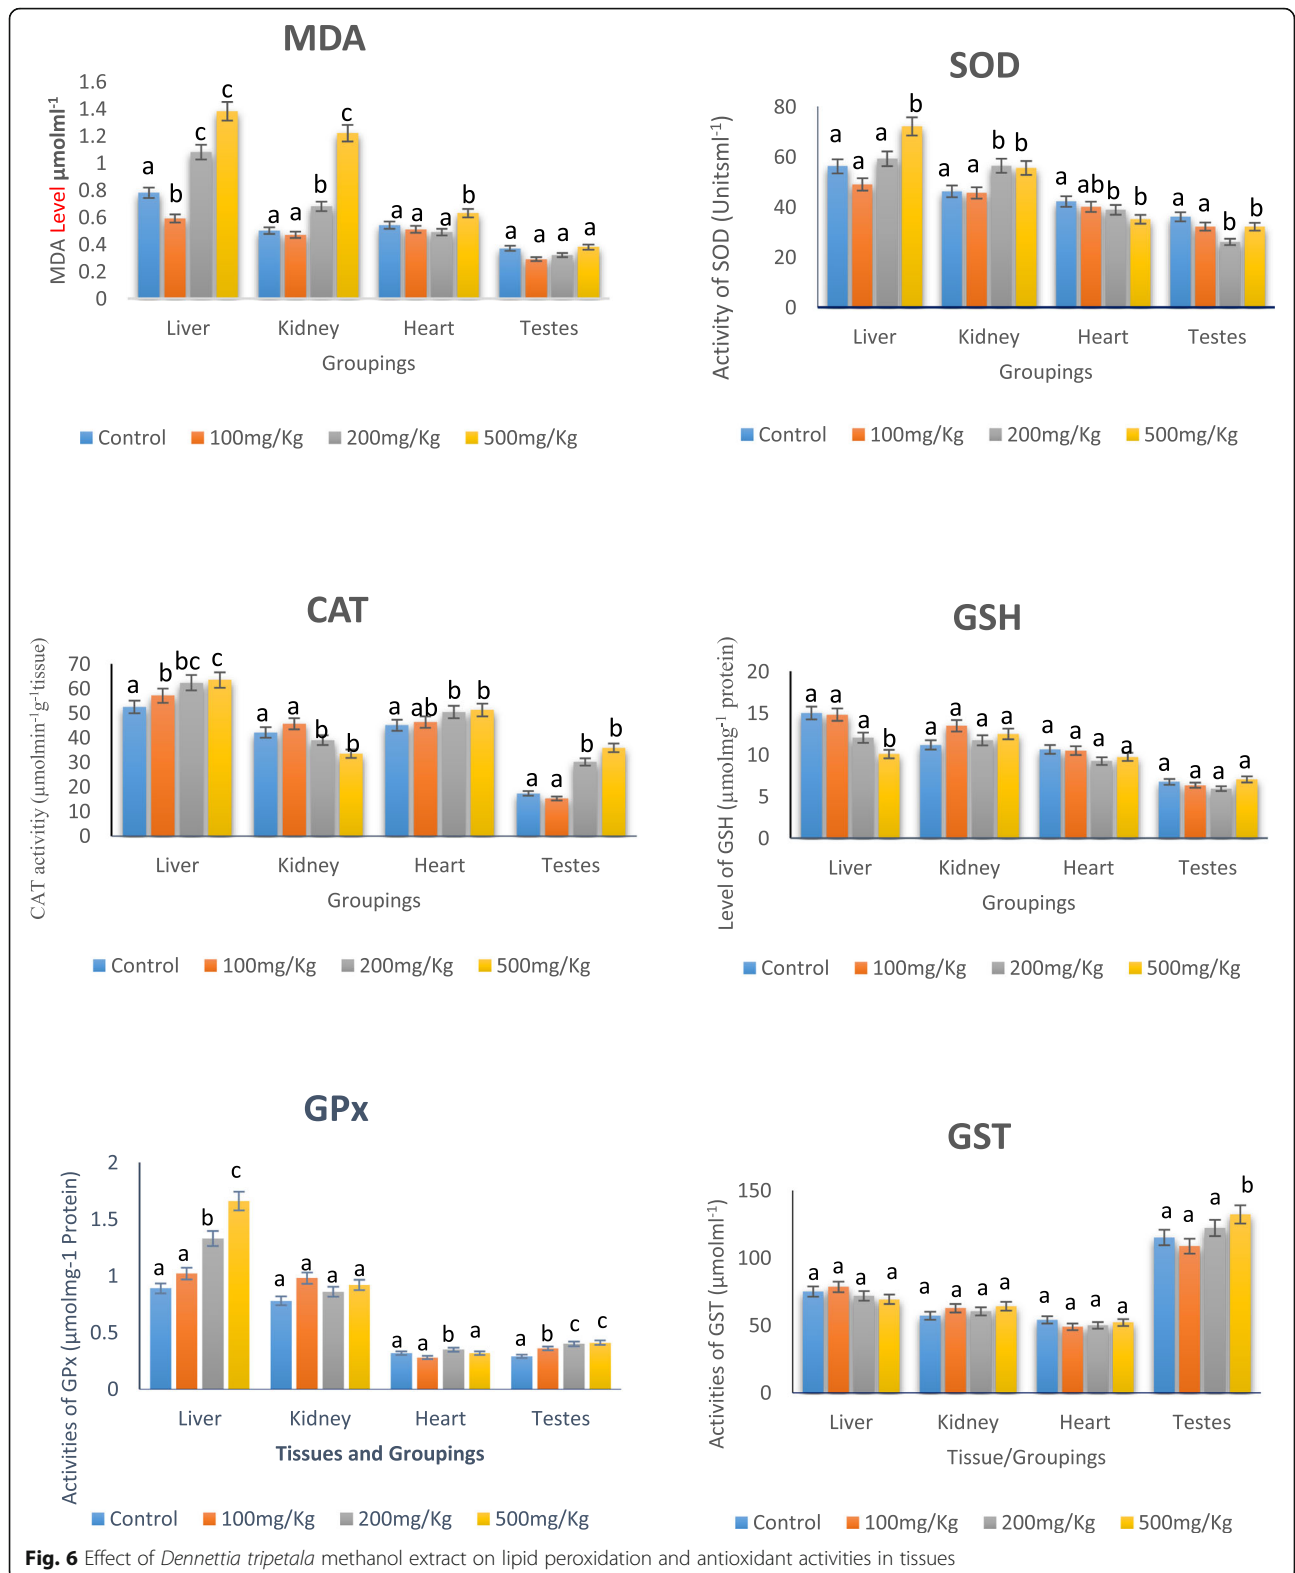 MDA
MDA Level µmolml-1
1.6
1.4
1.2
1
0.8
0.6
0.4
0.2
0
a b c c
a a b c
a a a b
a a a a
Liver Kidney Heart Testes
Groupings
Control 100mg/Kg 200mg/Kg 500mg/Kg
SOD
Activity of SOD (Unitsml-1)
80
60
40
20
0
a a a b
a a b b
a ab b b
a a b b
Liver Kidney Heart Testes
Groupings
Control 100mg/Kg 200mg/Kg 500mg/Kg
CAT
CAT activitiy (µmolmin-1g-1tissue)
70
60
50
40
30
20
10
0
a b bc c
a a b b
a ab b b
a a b b
Liver Kidney Heart Testes
Groupings
Control 100mg/Kg 200mg/Kg 500mg/Kg
GSH
Level of GSH (µmolmg-1 protein)
20
15
10
5
0
a a a b
a a a a
a a a a
a a a a
Liver Kidney Heart Testes
Groupings
Control 100mg/Kg 200mg/Kg 500mg/Kg
GPx
Activities of GPx (µmolmg-1 Protein)
2
1.5
1
0.5
0
a a b c
a a a a
a a b a
a b c c
Liver Kidney Heart Testes
Tissues and Groupings
Control 100mg/Kg 200mg/Kg 500mg/Kg
GST
Activities of GST (µmolml-1)
150
100
50
0
a a a a
a a a a
a a a a
a a a b
Liver Kidney Heart Testes
Tissue/Groupings
Control 100mg/Kg 200mg/Kg 500mg/Kg
Fig. 6 Effect of Dennettia tripetala methanol extract on lipid peroxidation and antioxidant activities in tissues